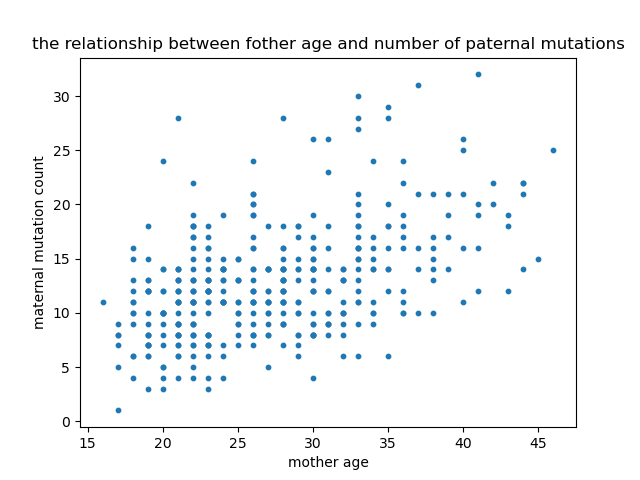 the relationship between fother age and number of paternal mutations
30
25
20
15
10
5
0
maternal mutation count
15 20 25 30 35 40 45
mother age